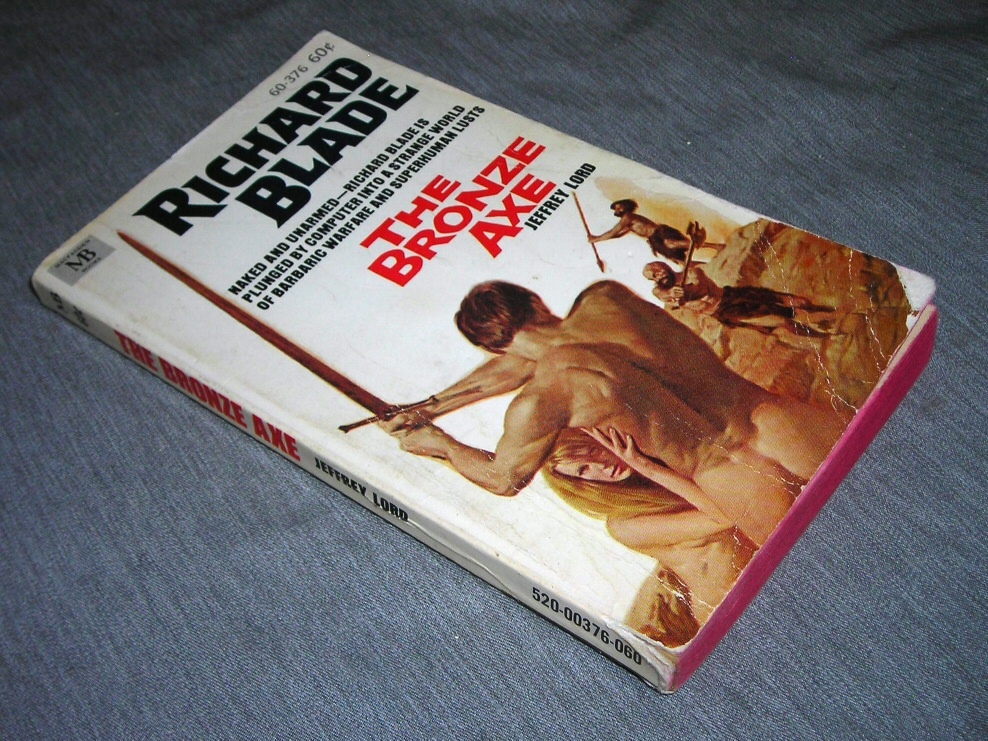 60-376 60¢
RICHARD
BLADE
NAKED AND UNARMED—RICHARD BLADE IS
PLUNGED BY COMPUTER INTO A STRANGE WORLD
OF BARBARIC WARFARE AND SUPERHUMAN LUSTS
THE
BRONZE
AXE
JEFFREY LORD
MB
THE BRONZE AXE
JEFFREY LORD
520-00376-060